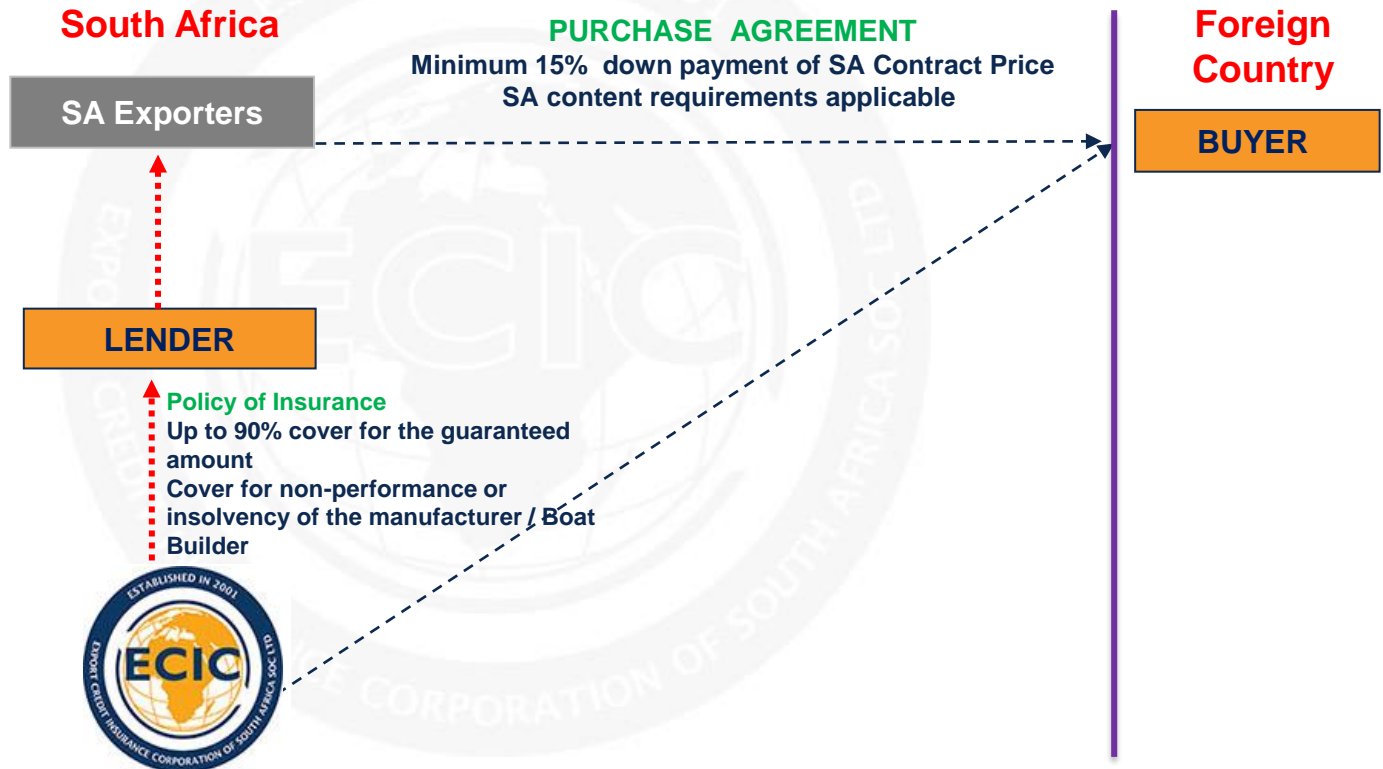 South Africa
PURCHASE AGREEMENT
Minimum 15% down payment of SA Contract Price
SA content requirements applicable
Foreign
Country
SA Exporters
BUYER
LENDER
Policy of Insurance
Up to 90% cover for the guaranteed
amount
Cover for non-performance or
insolvency of the manufacturer / Boat
Builder
ESTABLISHED IN 2001
ECIC
EXPORT CREDIT INSURANCE CORPORATION OF SOUTH AFRICA SOC LTD